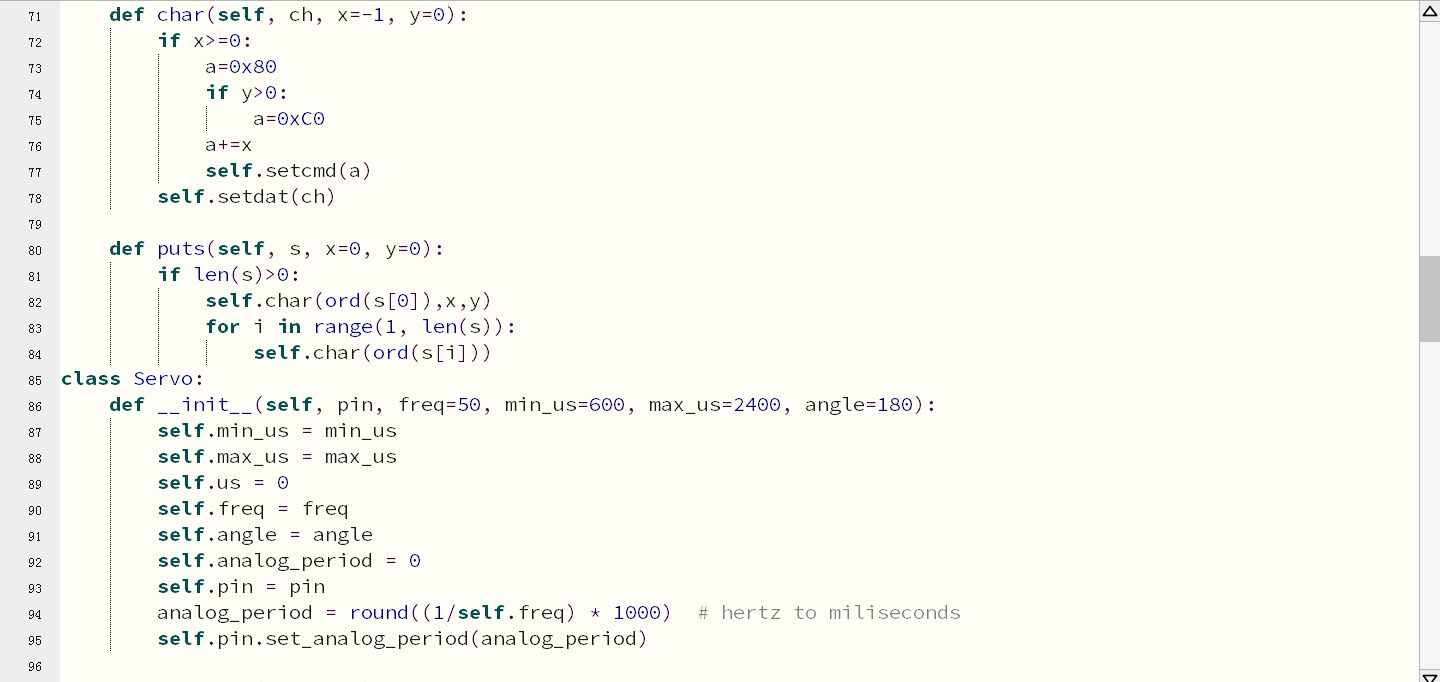 71 def char(self, ch, x=-1, y=0):
72 if x>=0:
73 a=0x80
74 if y>0:
75 a=0xC0
76 a+=x
77 self.setcmd(a)
78 self.setdat(ch)
79
80 def puts(self, s, x=0, y=0):
81 if len(s)>0:
82 self.char(ord(s[0]),x,y)
83 for i in range(1, len(s)):
84 self.char(ord(s[i]))
85 class Servo:
86 def __init__(self, pin, freq=50, min_us=600, max_us=2400, angle=180):
87 self.min_us = min_us
88 self.max_us = max_us
89 self.us = 0
90 self.freq = freq
91 self.angle = angle
92 self.analog_period = 0
93 self.pin = pin
94 analog_period = round((1/self.freq) * 1000)  # hertz to miliseconds
95 self.pin.set_analog_period(analog_period)
96